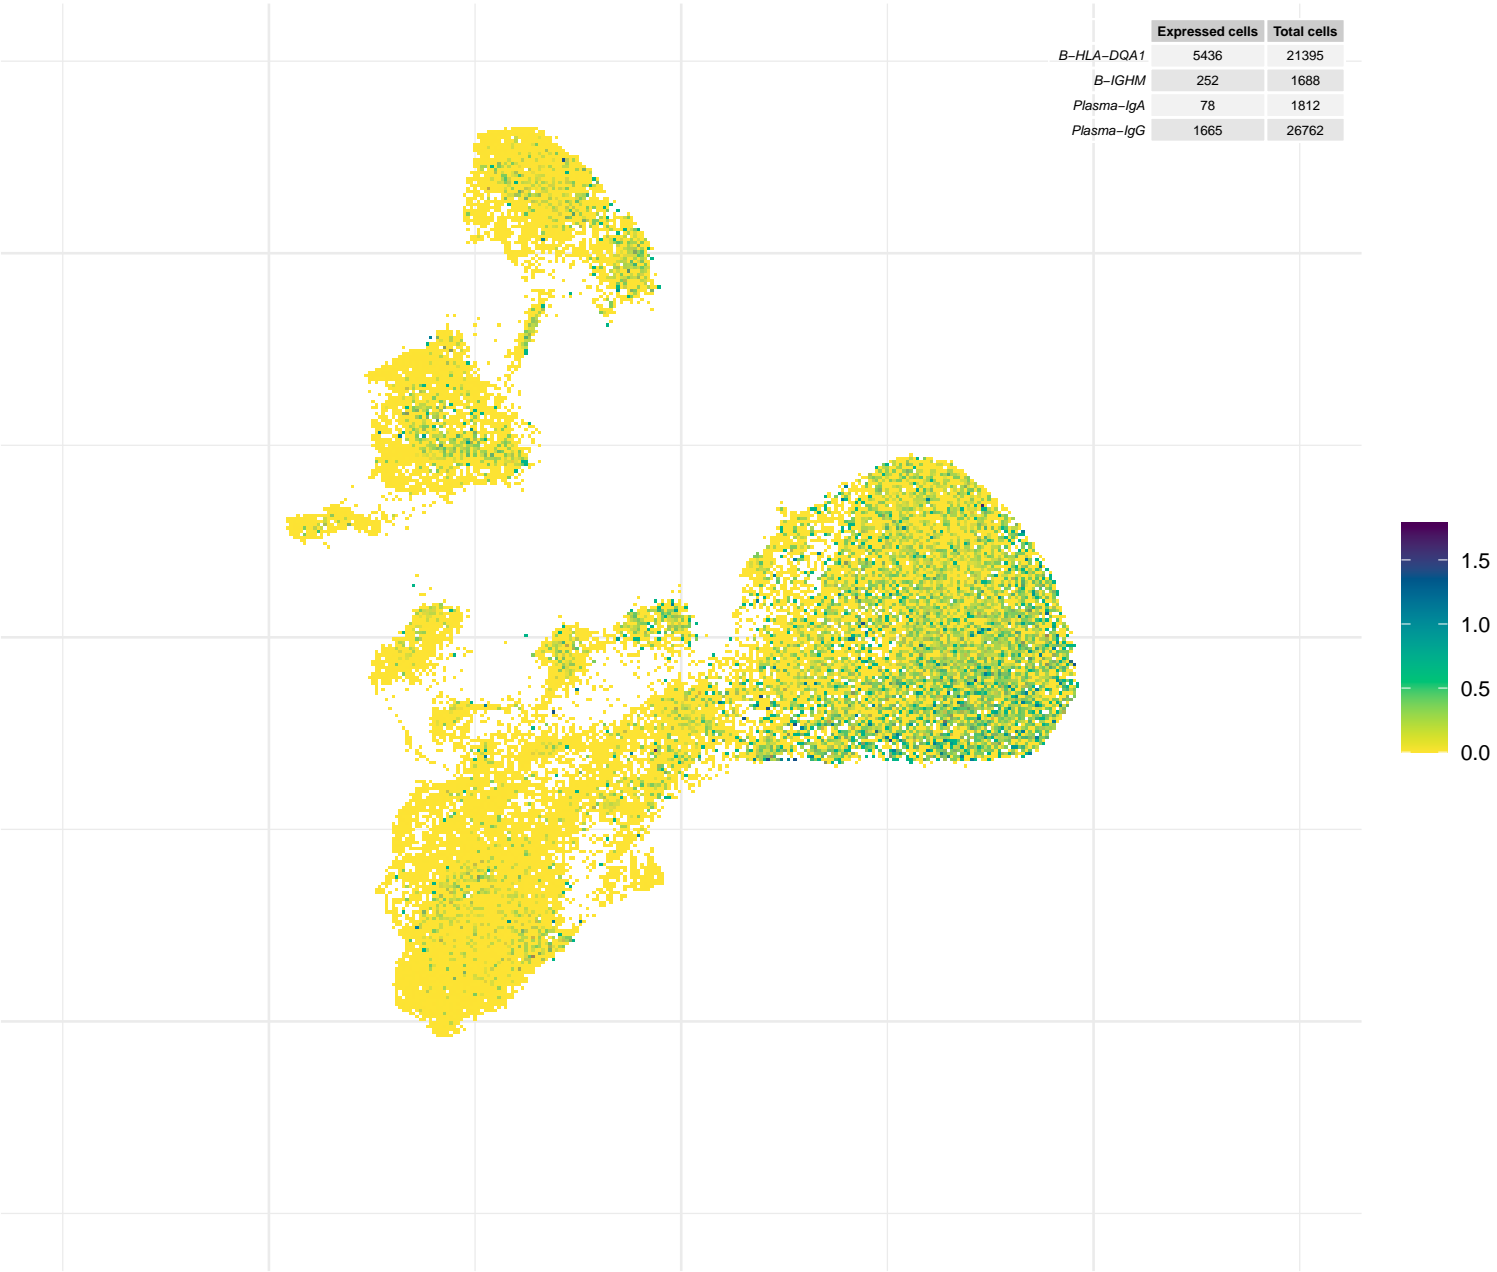 Expressed cells Total cells
B−HLA−DQA1 5436 21395
B−IGHM 252 1688
Plasma−IgA 78 1812
Plasma−IgG 1665 26762
1.5
1.0
0.5
0.0